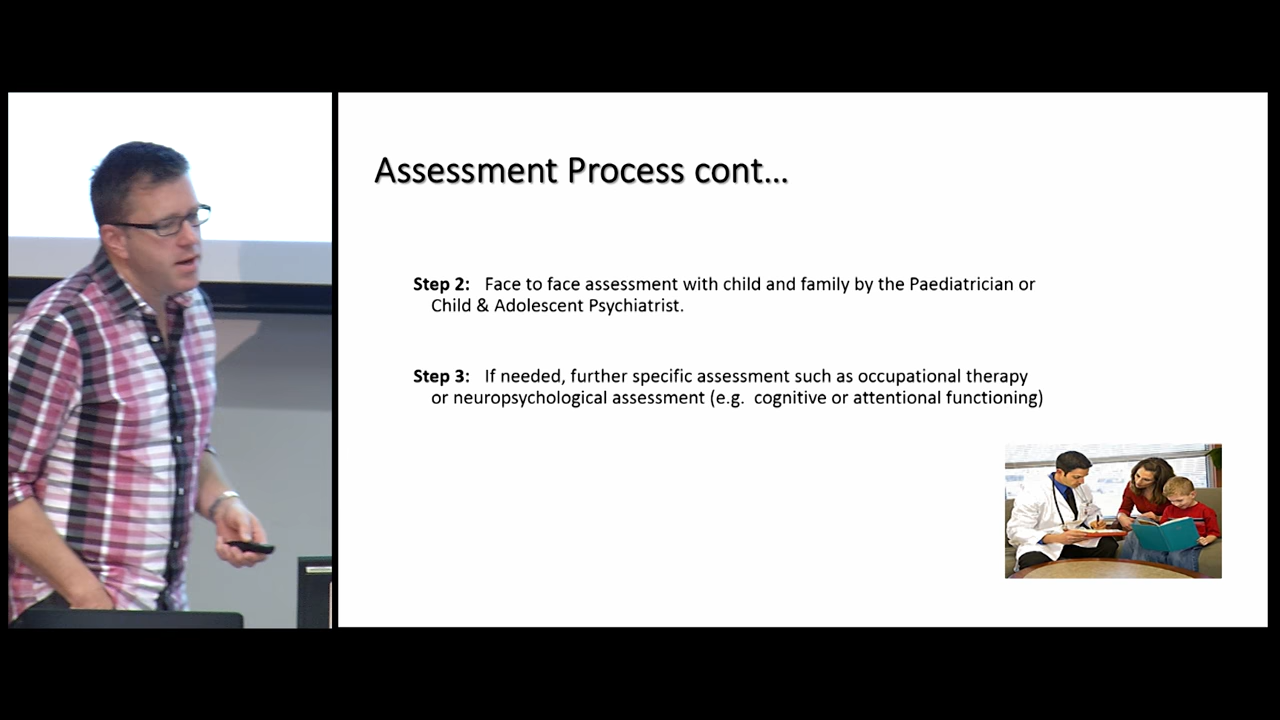 Assessment Process cont...
Step 2: Face to face assessment with child and family by the Paediatrician or
Child & Adolescent Psychiatrist.
Step 3: If needed, further specific assessment such as occupational therapy
or neuropsychological assessment (e.g. cognitive or attentional functioning)